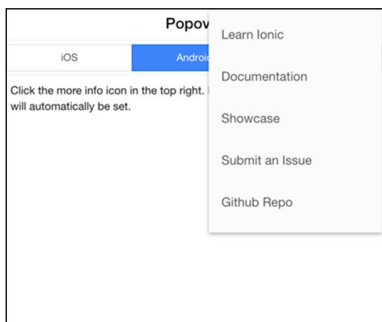 Popov
Learn Ionic
iOS
Androi
Documentation
Click the more info icon in the top right.
will automatically be set.
Showcase
Submit an Issue
Github Repo